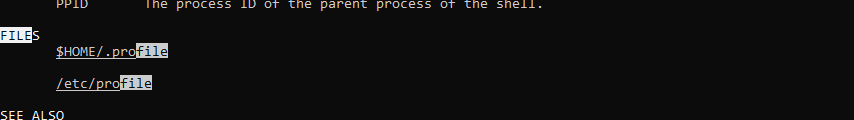 PPID The process ID of the parent process of the shell.
FILES
$HOME/.profile
/etc/profile
SEE ALSO